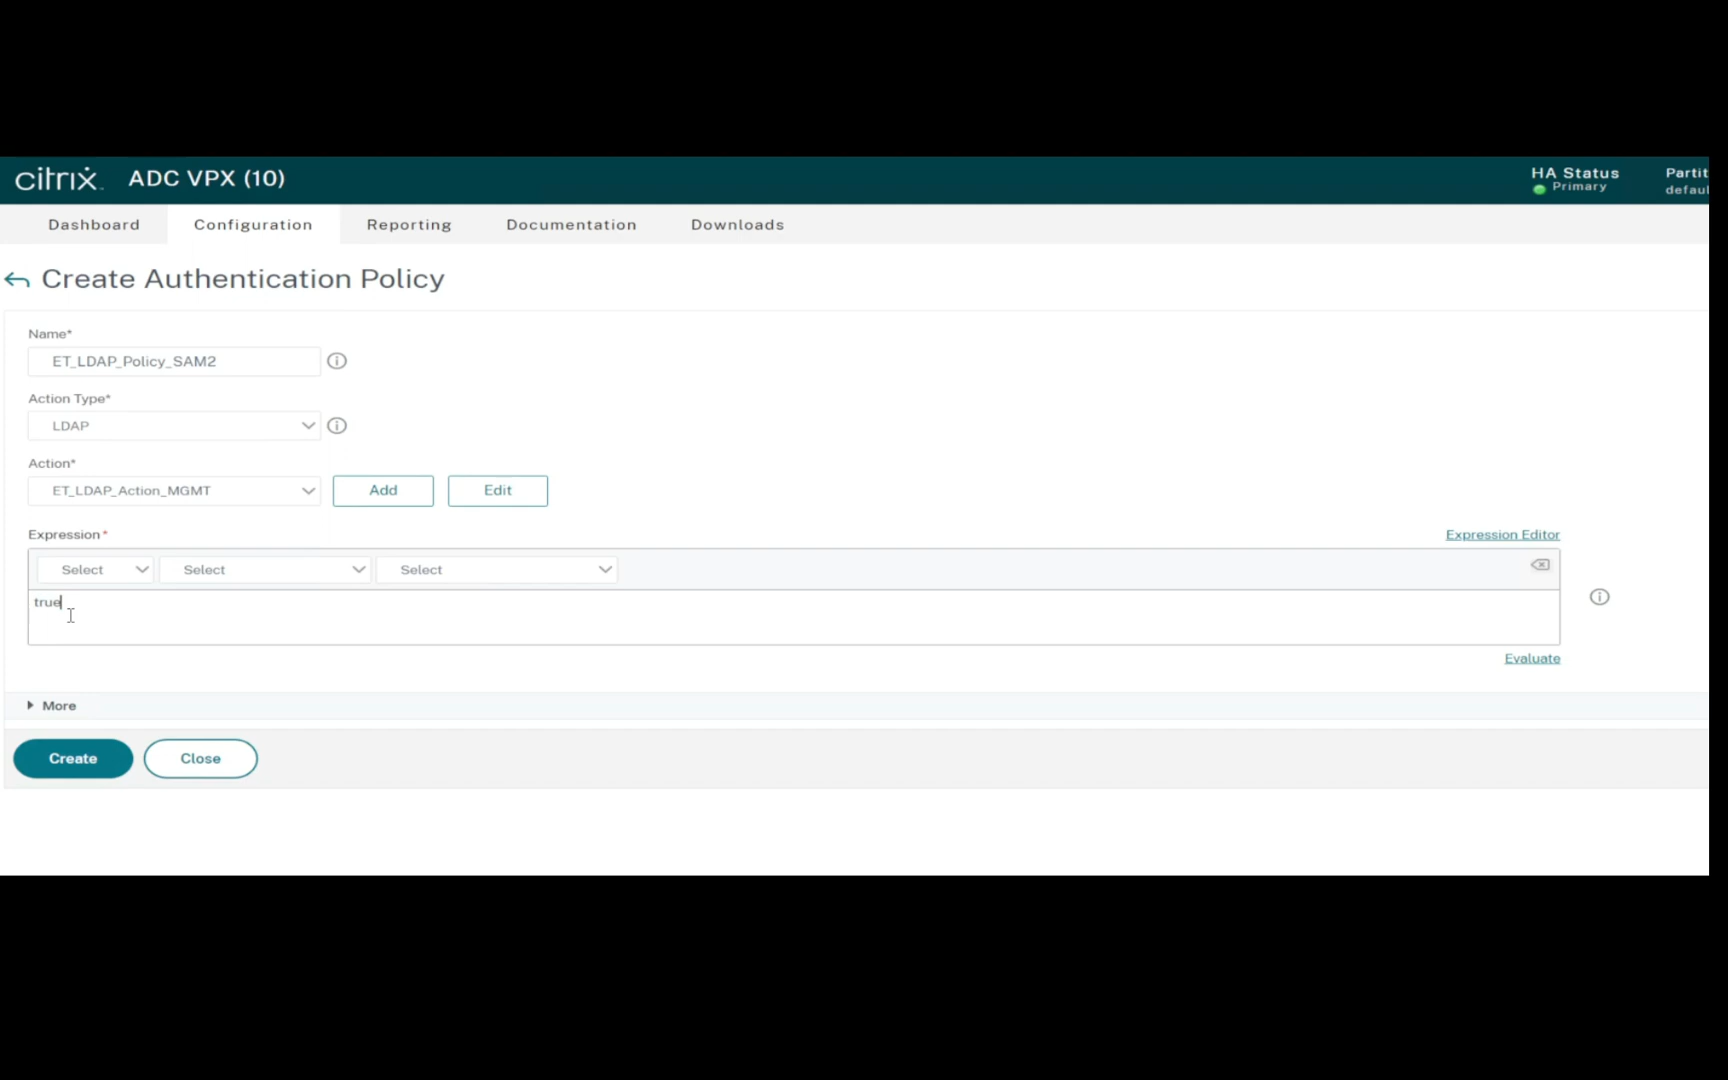 citrix ADC VPX (10) HA Status Partit
Primary defaul
Dashboard Configuration Reporting Documentation Downloads
Create Authentication Policy
Name*
ET_LDAP_Policy_SAM2
Action Type*
LDAP
Action*
ET_LDAP_Action_MGMT Add Edit
Expression* Expression Editor
Select Select Select
true
Evaluate
More
Create Close